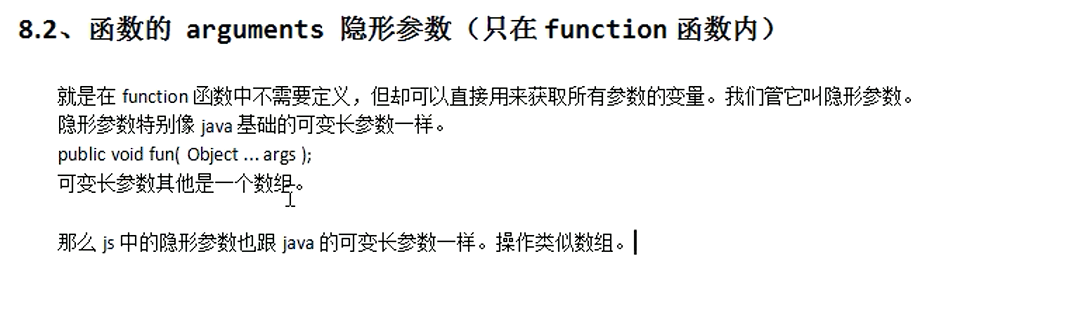 8.2、函数的 arguments 隐形参数（只在 function 函数内）
就是在 function 函数中不需要定义，但却可以直接用来获取所有参数的变量。我们管它叫隐形参数。
隐形参数特别像 java 基础的可变长参数一样。
public void fun( Object ... args );
可变长参数其他是一个数组。
那么 js 中的隐形参数也跟 java 的可变长参数一样。操作类似数组。